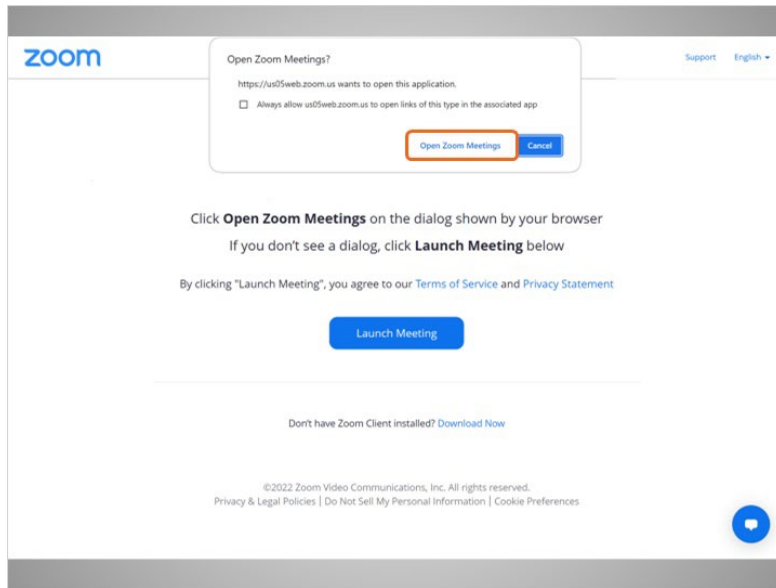 zoom
Support English
Open Zoom Meetings?
https://us05web.zoom.us wants to open this application.
Always allow us05web.zoom.us to open links of this type in the associated app
Open Zoom Meetings Cancel
Click Open Zoom Meetings on the dialog shown by your browser
If you don't see a dialog, click Launch Meeting below
By clicking "Launch Meeting", you agree to our Terms of Service and Privacy Statement
Launch Meeting
Don't have Zoom Client installed? Download Now
©2022 Zoom Video Communications, Inc. All rights reserved.
Privacy & Legal Policies | Do Not Sell My Personal Information | Cookie Preferences